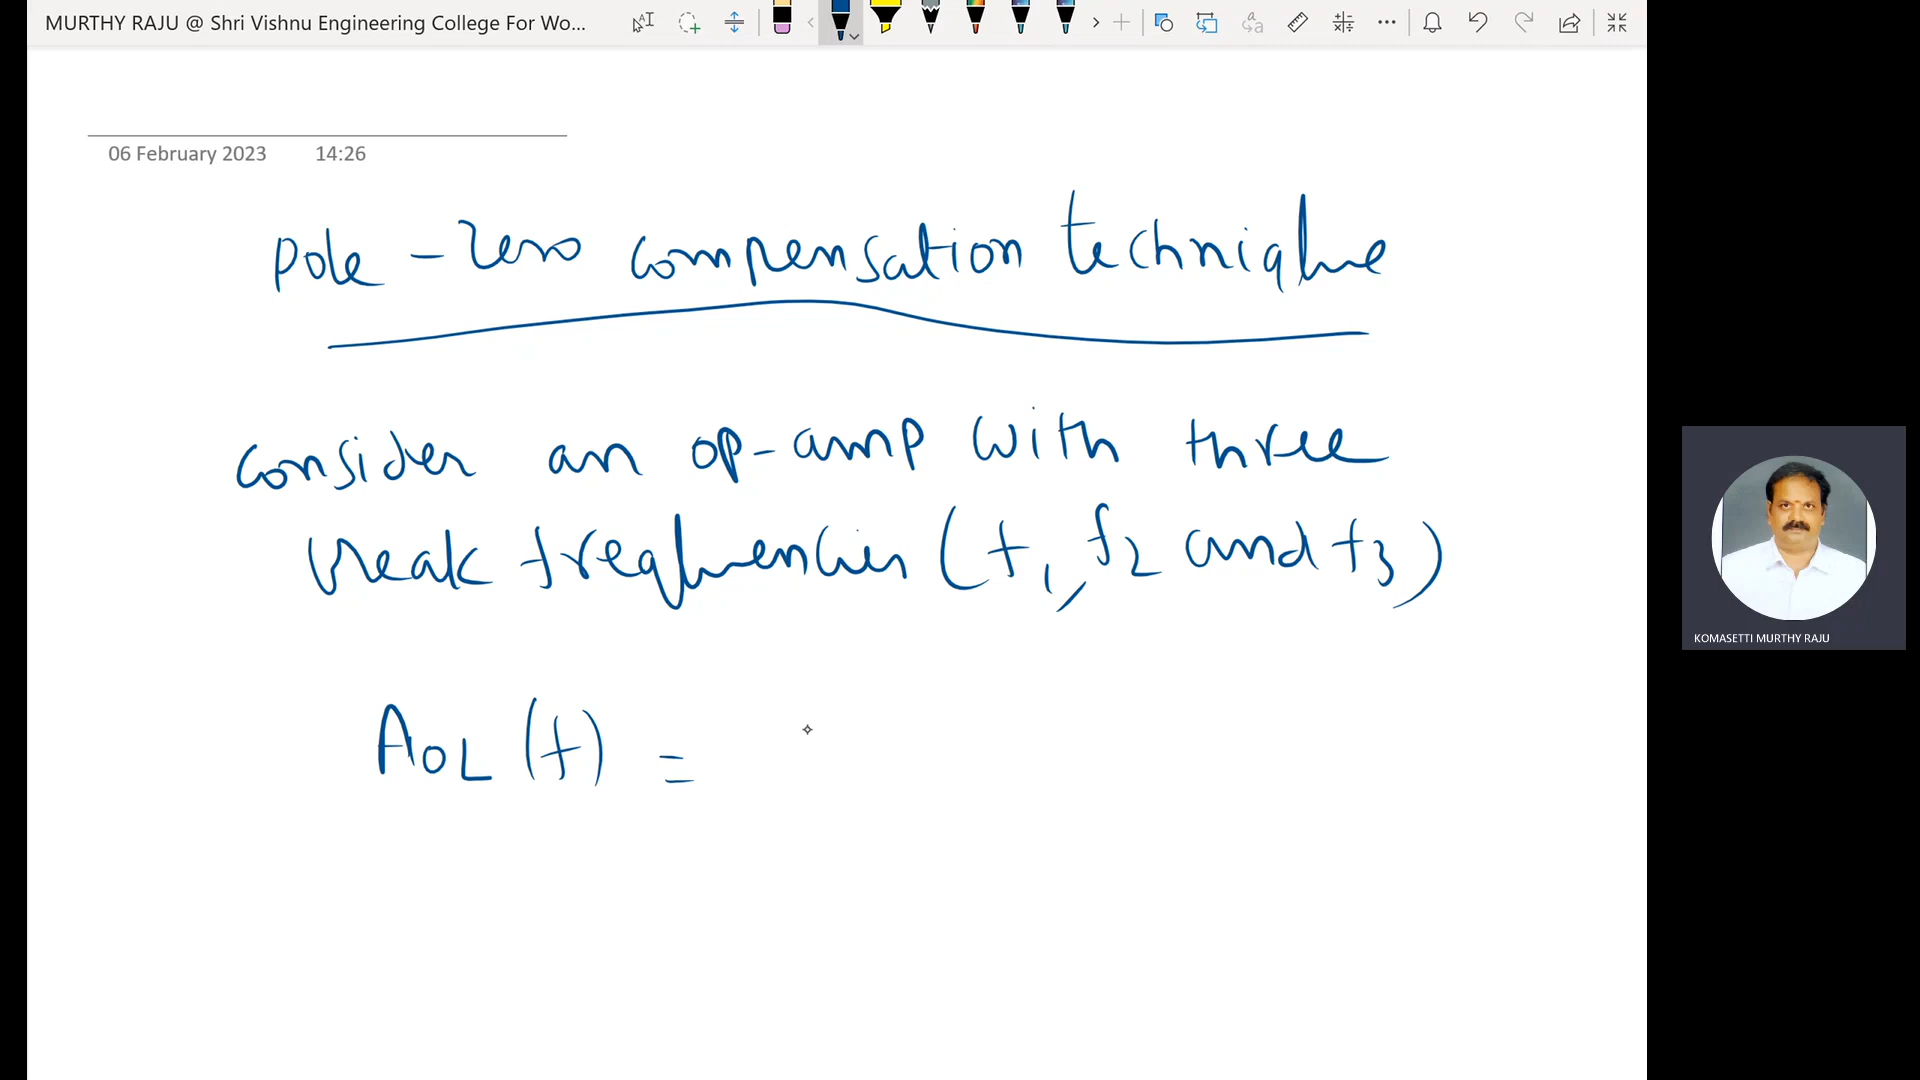 MURTHY RAJU @ Shri Vishnu Engineering College For Wo...
06 February 2023 14:26
Pole - Zero compensation technique
consider an op-amp with three
break frequencies (f1, f2 and f3)
AOL (f) =
KOMASETTI MURTHY RAJU